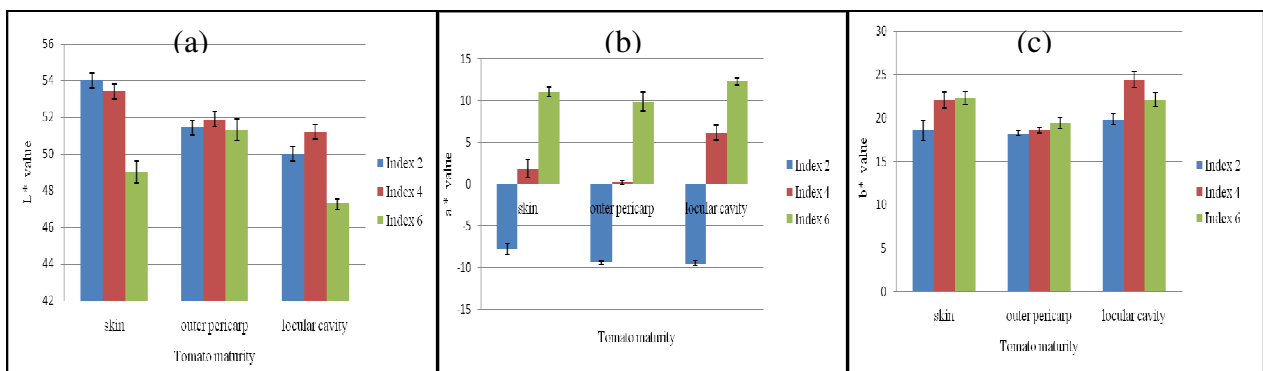 (a)
56
54
52
50
48
46
44
42
L* value
skin
outer pericarp
locular cavity
Tomato maturity
Index 2
Index 4
Index 6
(b)
15
10
5
0
-5
-10
-15
a * value
skin
outer pericarp
locular cavity
Tomato maturity
Index 2
Index 4
Index 6
(c)
30
25
20
15
10
5
0
b* value
skin
outer pericarp
locular cavity
Tomato maturity
Index 2
Index 4
Index 6